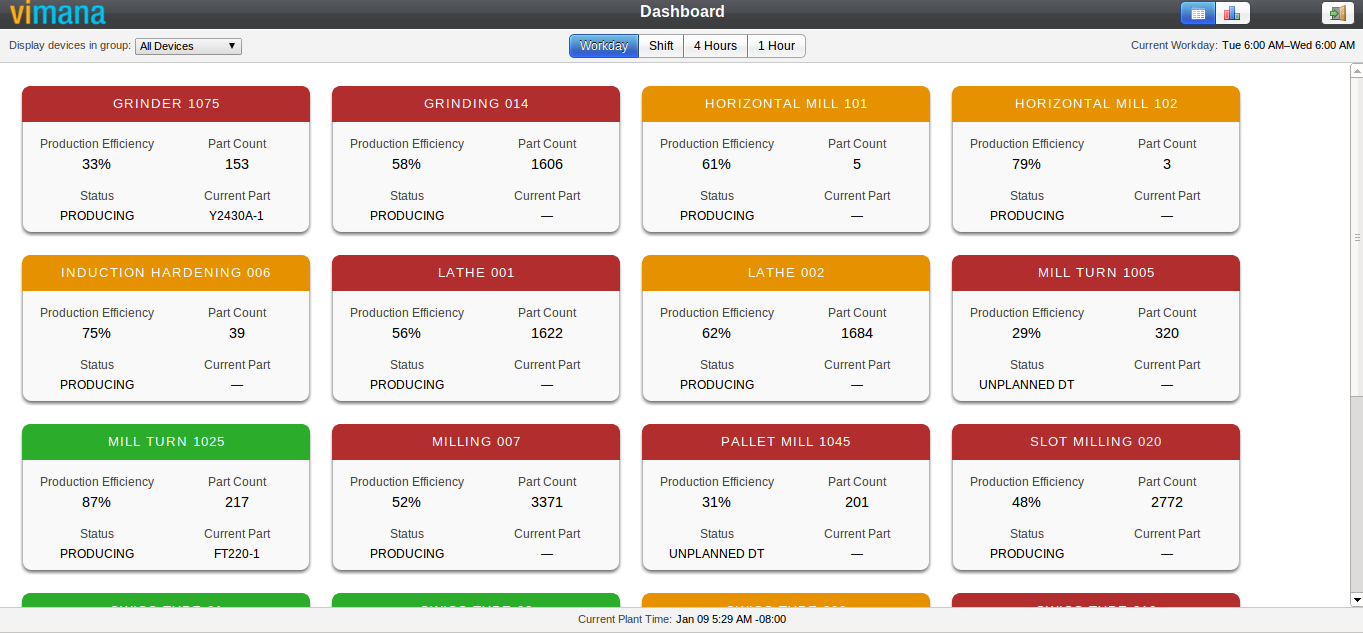 vimana
Dashboard
Display devices in group: All Devices ▼
Workday Shift 4 Hours 1 Hour
Current Workday: Tue 6:00 AM–Wed 6:00 AM
GRINDER 1075 GRINDING 014 HORIZONTAL MILL 101 HORIZONTAL MILL 102
Production Efficiency Part Count Production Efficiency Part Count Production Efficiency Part Count Production Efficiency Part Count
33% 153 58% 1606 61% 5 79% 3
Status Current Part Status Current Part Status Current Part Status Current Part
PRODUCING Y2430A-1 PRODUCING — PRODUCING — PRODUCING —
INDUCTION HARDENING 006 LATHE 001 LATHE 002 MILL TURN 1005
Production Efficiency Part Count Production Efficiency Part Count Production Efficiency Part Count Production Efficiency Part Count
75% 39 56% 1622 62% 1684 29% 320
Status Current Part Status Current Part Status Current Part Status Current Part
PRODUCING — PRODUCING — PRODUCING — UNPLANNED DT —
MILL TURN 1025 MILLING 007 PALLET MILL 1045 SLOT MILLING 020
Production Efficiency Part Count Production Efficiency Part Count Production Efficiency Part Count Production Efficiency Part Count
87% 217 52% 3371 31% 201 48% 2772
Status Current Part Status Current Part Status Current Part Status Current Part
PRODUCING FT220-1 PRODUCING — UNPLANNED DT — PRODUCING —
Current Plant Time: Jan 09 5:29 AM -08:00